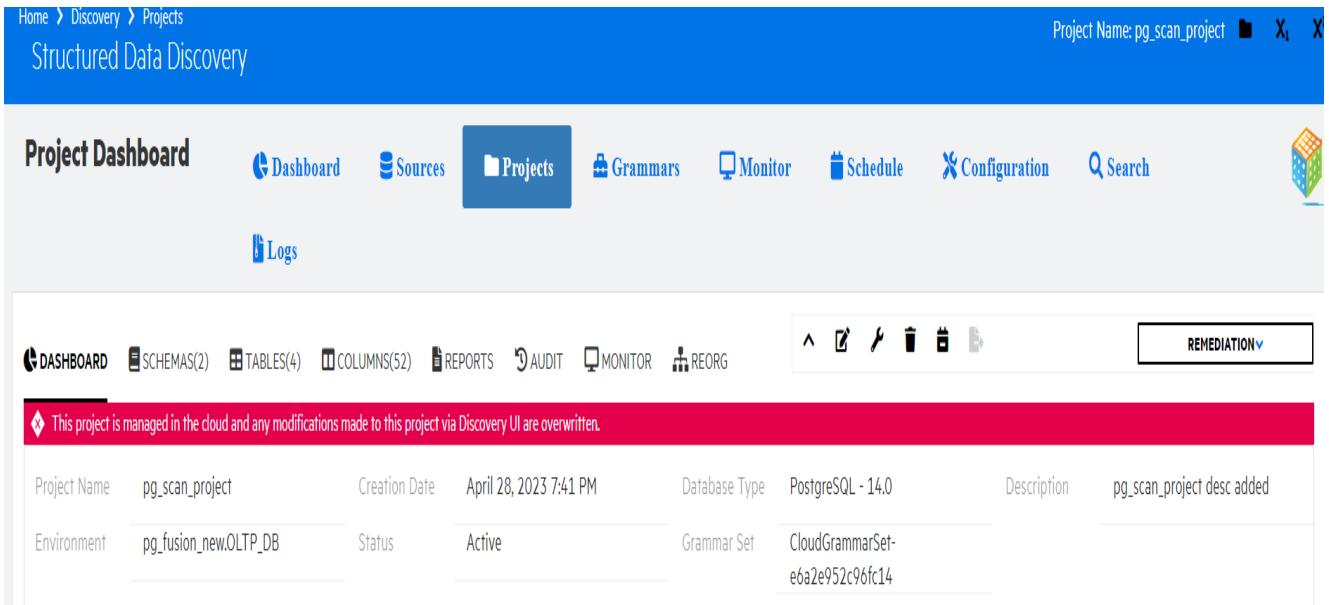 Home > Discovery > Projects
Project Name: pg_scan_project
Structured Data Discovery
Project Dashboard
Dashboard Sources Projects Grammars Monitor Schedule Configuration Search
Logs
DASHBOARD SCHEMAS(2) TABLES(4) COLUMNS(52) REPORTS AUDIT MONITOR REORG REMEDIATION
This project is managed in the cloud and any modifications made to this project via Discovery UI are overwritten.
Project Name pg_scan_project Creation Date April 28, 2023 7:41 PM Database Type PostgreSQL - 14.0 Description pg_scan_project desc added
Environment pg_fusion_new.OLTP_DB Status Active Grammar Set CloudGrammarSet-
e6a2e952c96fc14